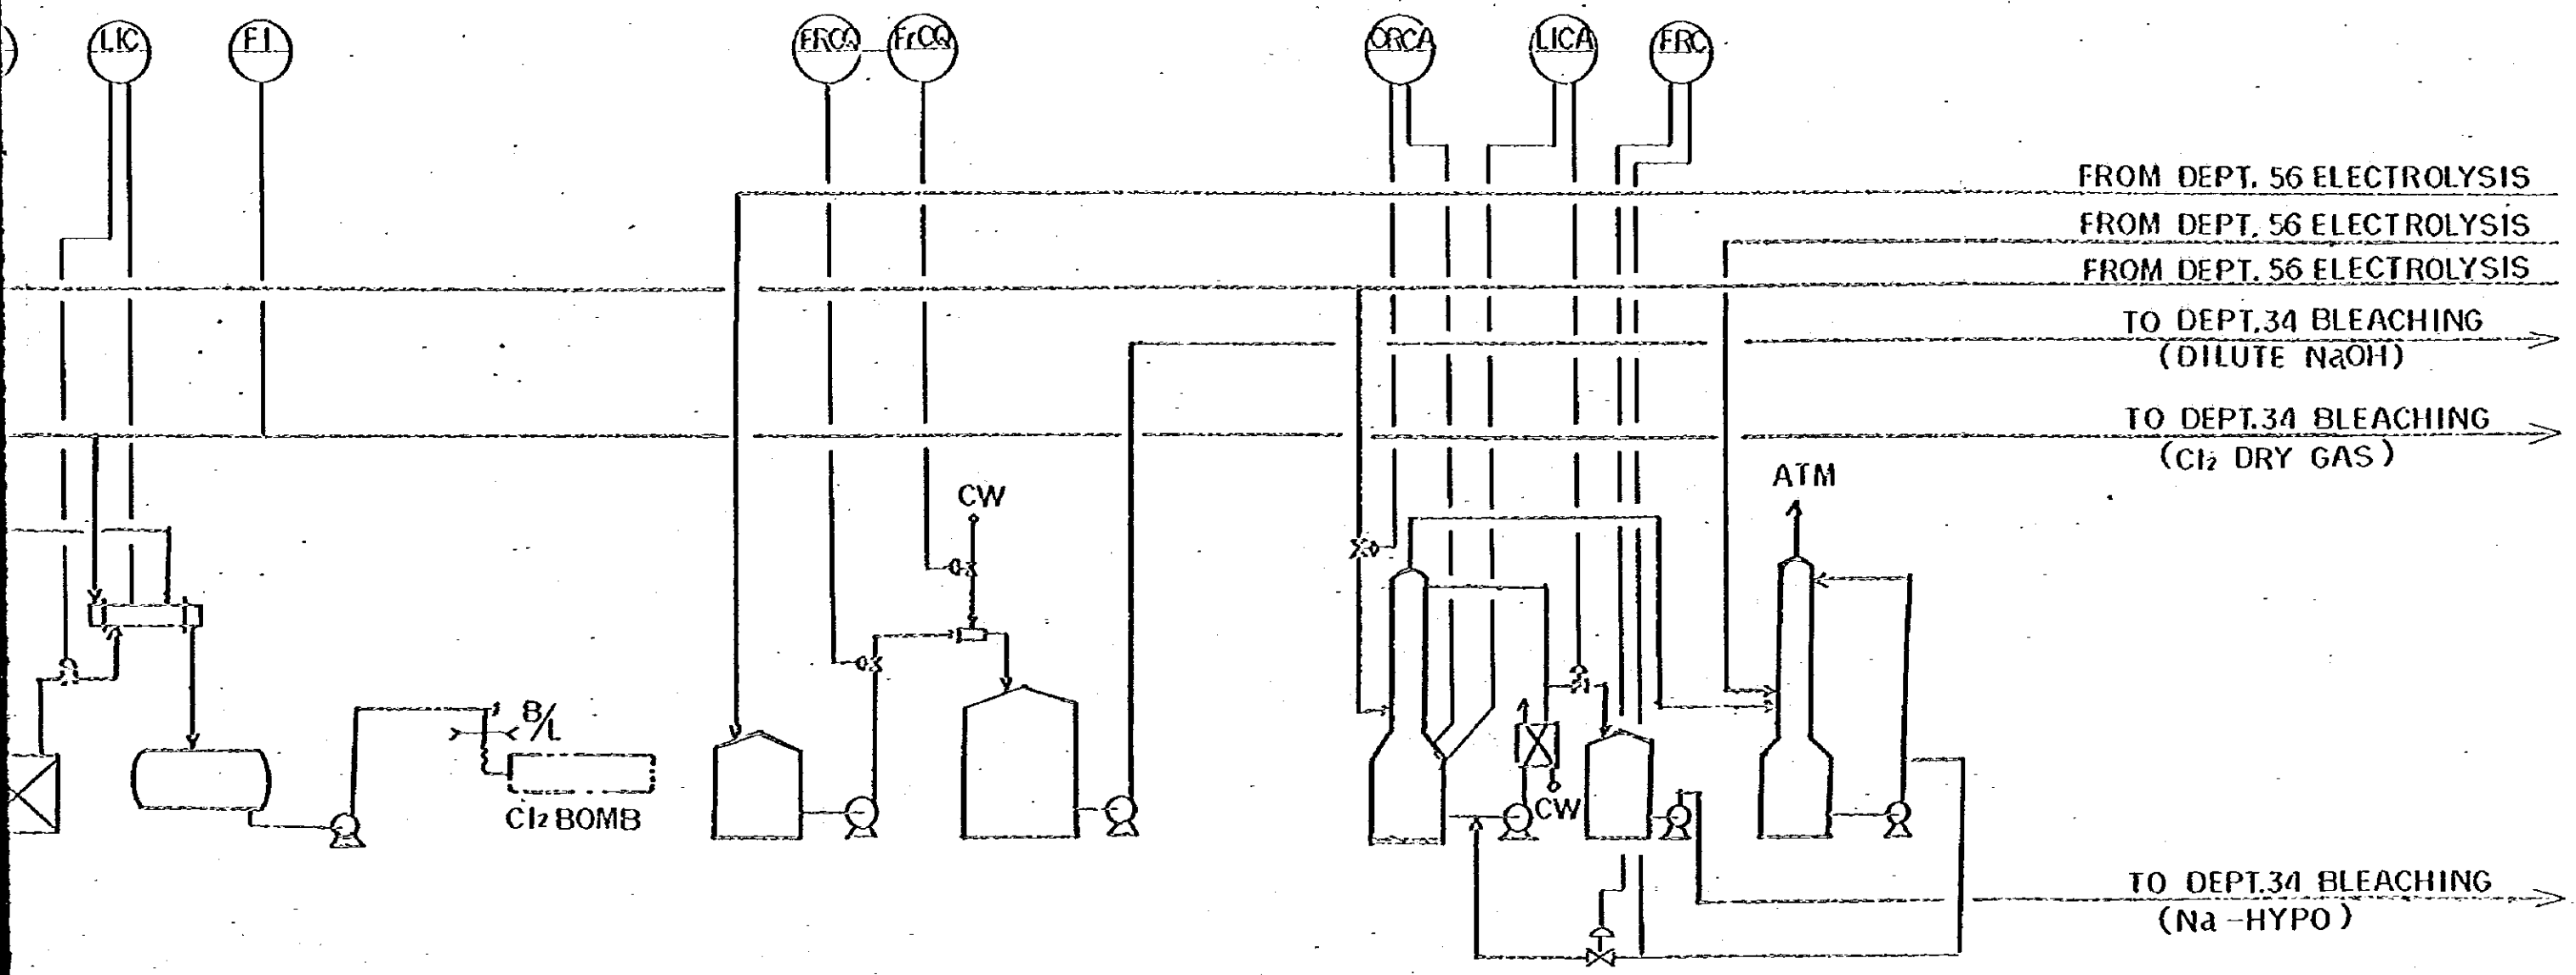 LIC
F.I
FRCQ
FrCQ
ORCA
LICA
FRC
FROM DEPT. 56 ELECTROLYSIS
FROM DEPT. 56 ELECTROLYSIS
FROM DEPT. 56 ELECTROLYSIS
TO DEPT.34 BLEACHING
(DILUTE NaOH)
TO DEPT.34 BLEACHING
(Cl₂ DRY GAS)
ATM
CW
B/L
Cl₂ BOMB
CW
TO DEPT.34 BLEACHING
(Na-HYPO)